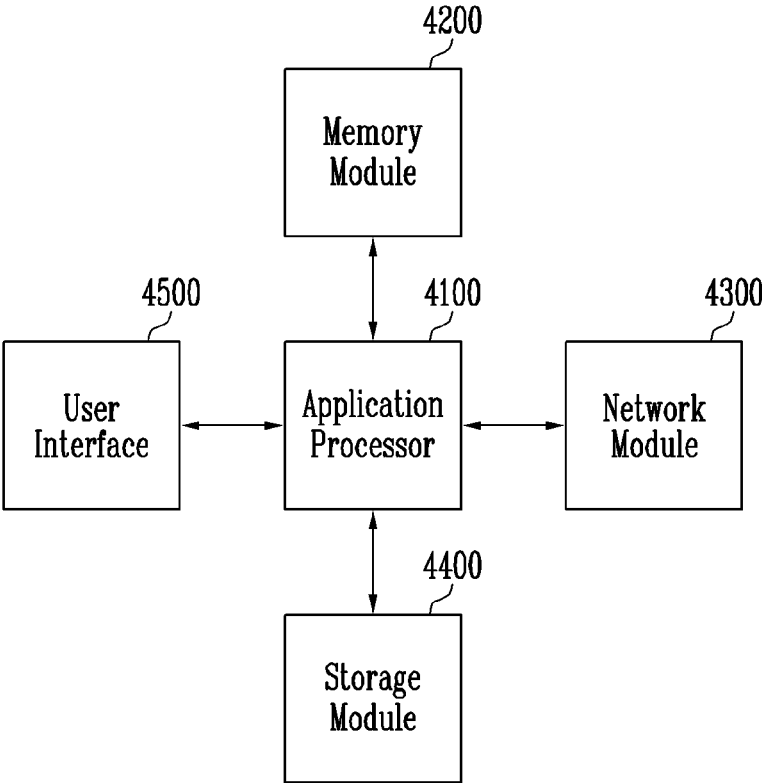 4200
Memory
Module
4500
User
Interface
4100
Application
Processor
4300
Network
Module
4400
Storage
Module